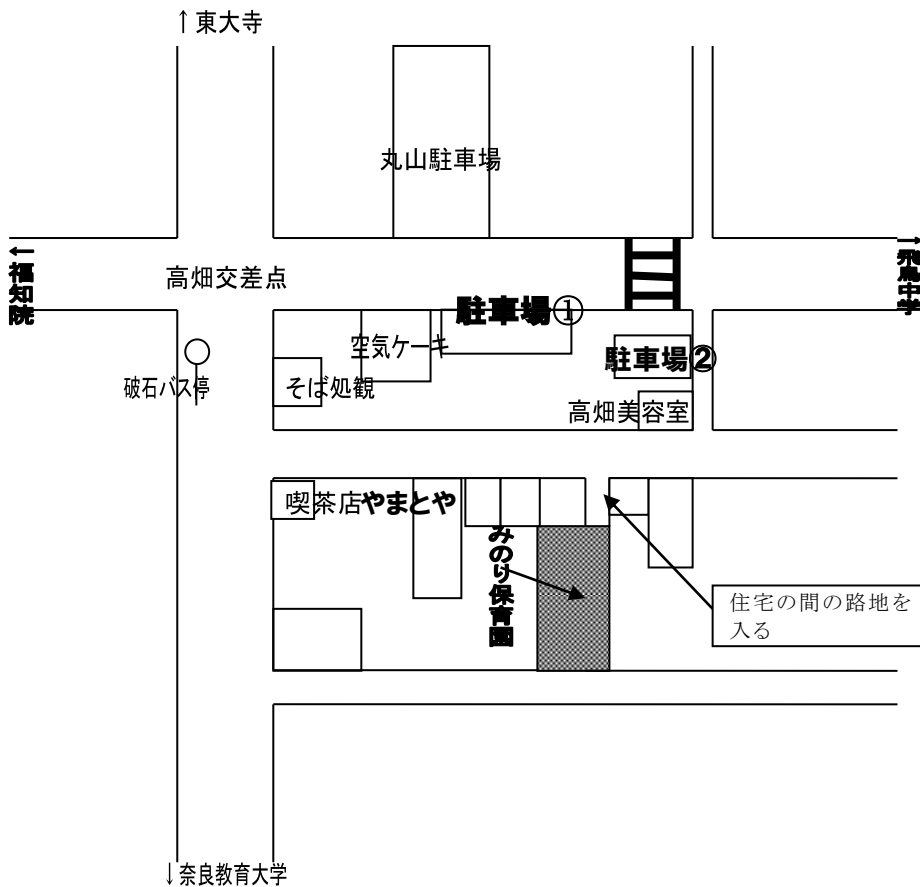 ↑東大寺
丸山駐車場
←福知院
高畑交差点
→飛鳥中学
駐車場①
空気ケーキ
駐車場②
破石バス停
そば処観
高畑美容室
喫茶店やまとや
みのり保育園
住宅の間の路地を
入る
↓奈良教育大学